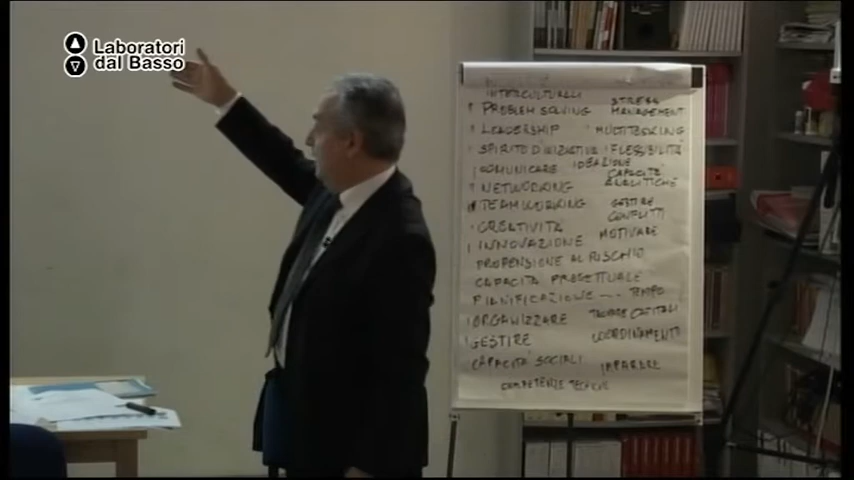 Laboratori
dal Basso
INTERCULTURALI
PROBLEM SOLVING
STRESS
MANAGEMENT
LEADERSHIP
MULTITASKING
SPIRITO D'INIZIATIVA
FLESSIBILITÀ
COMUNICARE
IDEAZIONE
CAPACITÀ
ANALITICHE
NETWORKING
TEAM WORKING
GESTIRE
CONFLITTI
CREATIVITÀ
MOTIVARE
INNOVAZIONE
PROPENSIONE AL RISCHIO
CAPACITÀ PROGETTUALE
PIANIFICAZIONE --- TEMPO
ORGANIZZARE
TROVARE CAPITALI
GESTIRE
COORDINAMENTO
CAPACITÀ SOCIALI
IMPARARE
COMPETENZE TECNICHE